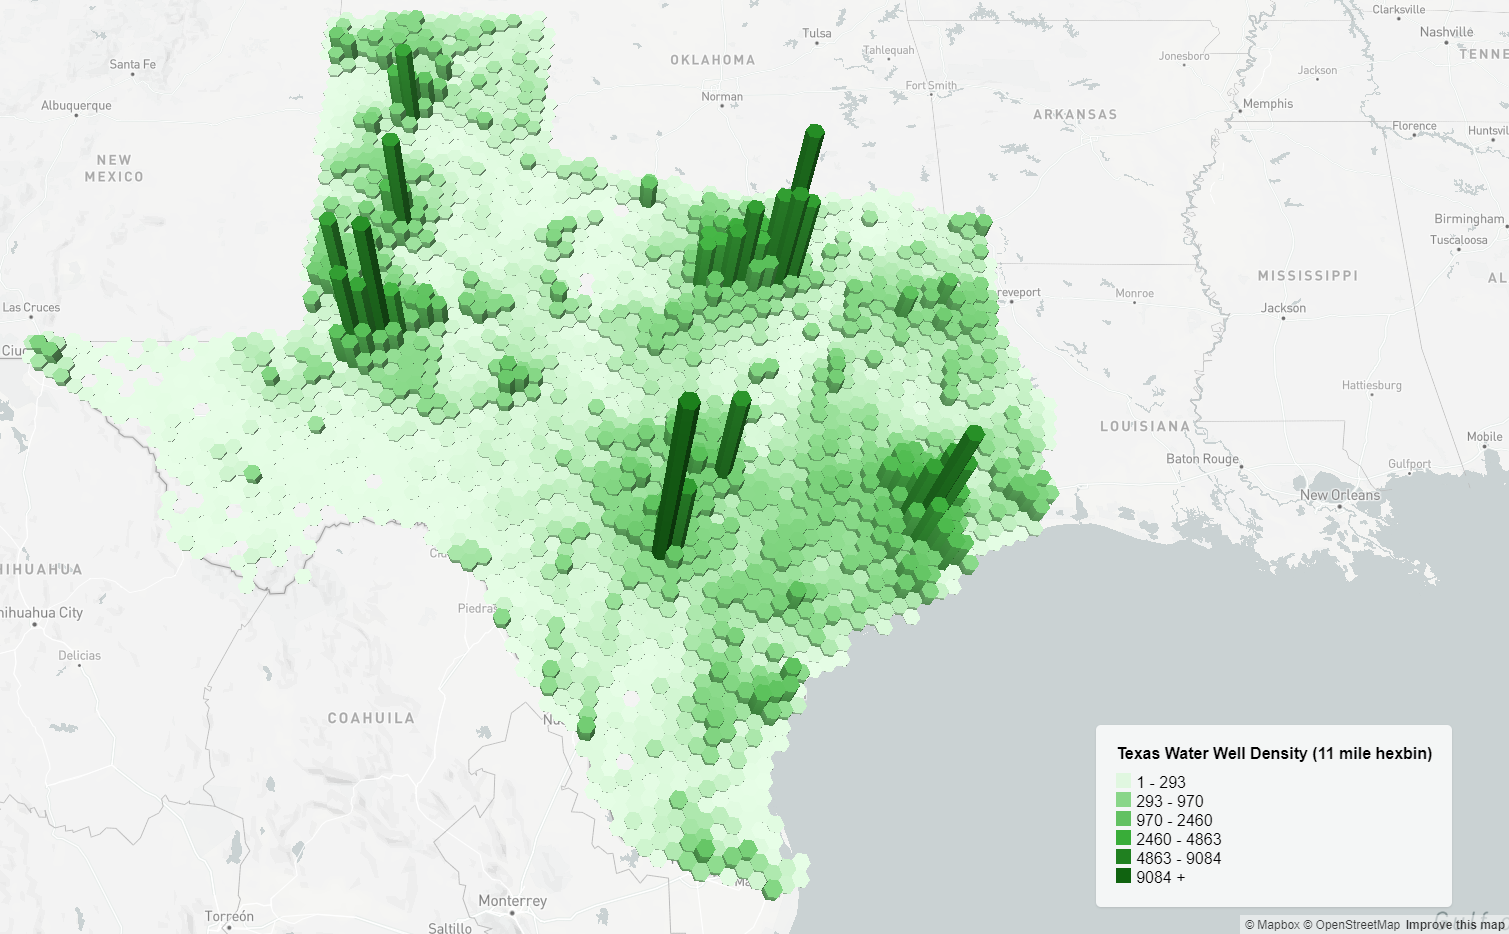 Clarksville
Nashville
TENNE
Tulsa
Tahlequah
OKLAHOMA
Santa Fe
Jonesboro
Jackson
Fort Smith
Albuquerque
Norman
Memphis
ARKANSAS
Florence
Huntsvil
NEW
MEXICO
Birmingham
Tuscaloosa
MISSISSIPPI
AL
Las Cruces
reveport
Monroe
Jackson
Ciu
Hattiesburg
LOUISIANA
Mobile
Baton Rouge
Gulfport
New Orleans
Ciu
HIHUAHUA
hihuahua City
Piedra
Delicias
COAHUILA
Nu
Texas Water Well Density (11 mile hexbin)
1 - 293
293 - 970
970 - 2460
2460 - 4863
4863 - 9084
9084 +
Ma
Monterrey
Torreón
Saltillo
© Mapbox © OpenStreetMap Improve this map